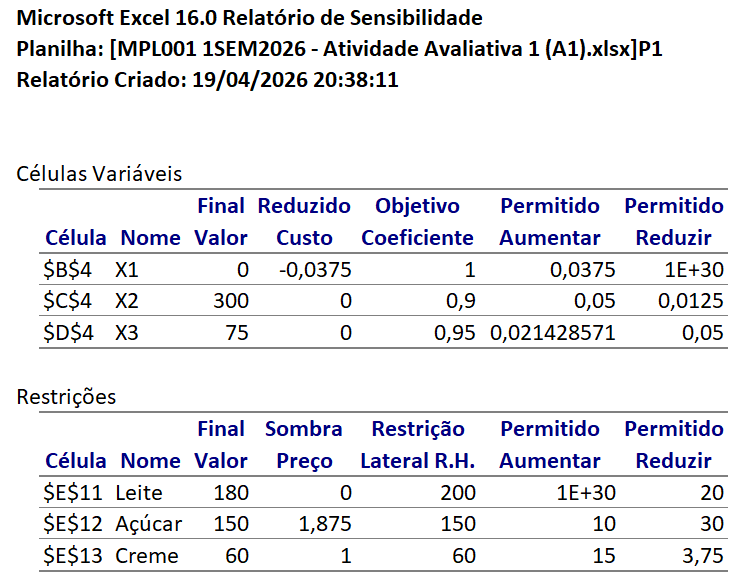 Microsoft Excel 16.0 Relatório de Sensibilidade
Planilha: [MPL001 1SEM2026 - Atividade Avaliativa 1 (A1).xlsx]P1
Relatório Criado: 19/04/2026 20:38:11
Células Variáveis
Final Reduzido Objetivo Permitido Permitido
Célula Nome Valor Custo Coeficiente Aumentar Reduzir
$B$4 X1 0 -0,0375 1 0,0375 1E+30
$C$4 X2 300 0 0,9 0,05 0,0125
$D$4 X3 75 0 0,95 0,021428571 0,05
Restrições
Final Sombra Restrição Permitido Permitido
Célula Nome Valor Preço Lateral R.H. Aumentar Reduzir
$E$11 Leite 180 0 200 1E+30 20
$E$12 Açúcar 150 1,875 150 10 30
$E$13 Creme 60 1 60 15 3,75